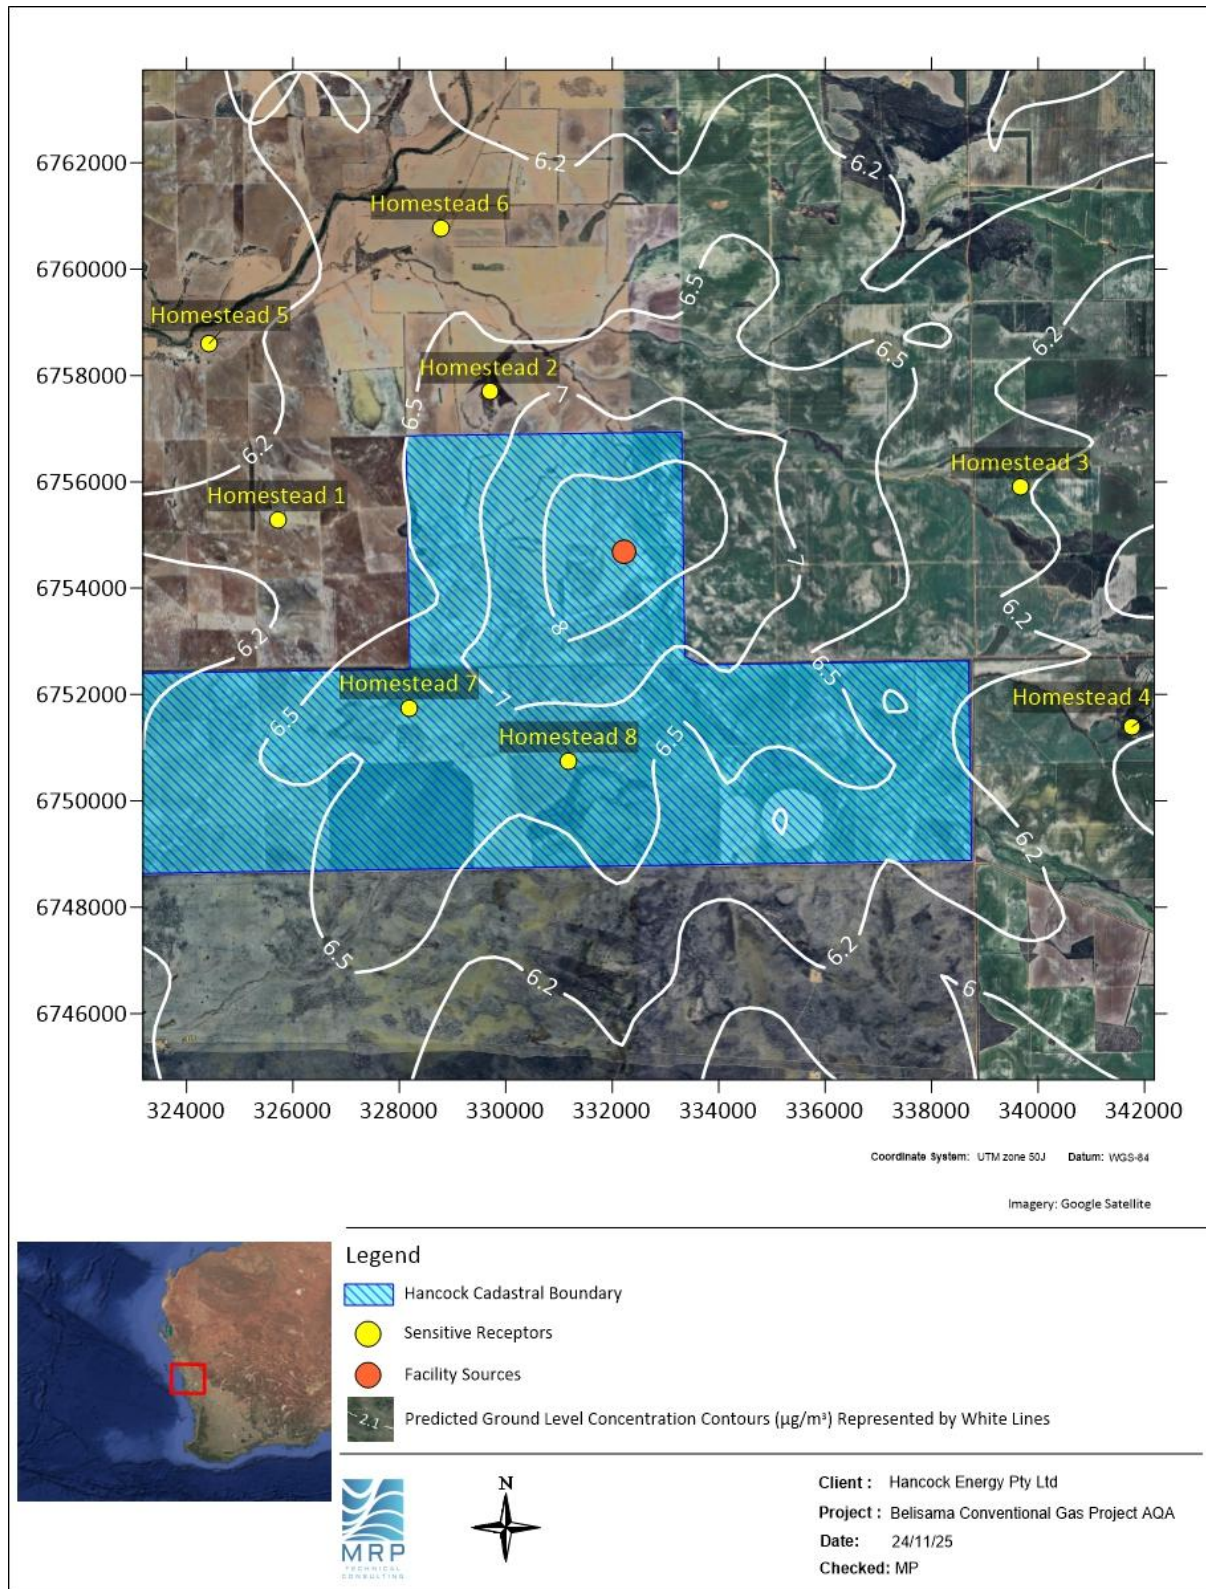 6762000
6760000
6758000
6756000
6754000
6752000
6750000
6748000
6746000
6.2
6.2
Homestead 6
6.5
Homestead 5
6.2
6.5
Homestead 2
7
6.5
6.2
Homestead 3
Homestead 1
7
8
6.2
6.2
6.5
Homestead 7
7
Homestead 4
6.5
6.5
Homestead 8
6.2
6.5
6.2
6.2
6
324000 326000 328000 330000 332000 334000 336000 338000 340000 342000
Coordinate System: UTM zone 50J Datum: WGS-84
Imagery: Google Satellite
Legend
Hancock Cadastral Boundary
Sensitive Receptors
Facility Sources
2.1
Predicted Ground Level Concentration Contours (µg/m³) Represented by White Lines
N
MRP
TECHNICAL
CONSULTING
Client : Hancock Energy Pty Ltd
Project : Belisama Conventional Gas Project AQA
Date: 24/11/25
Checked: MP